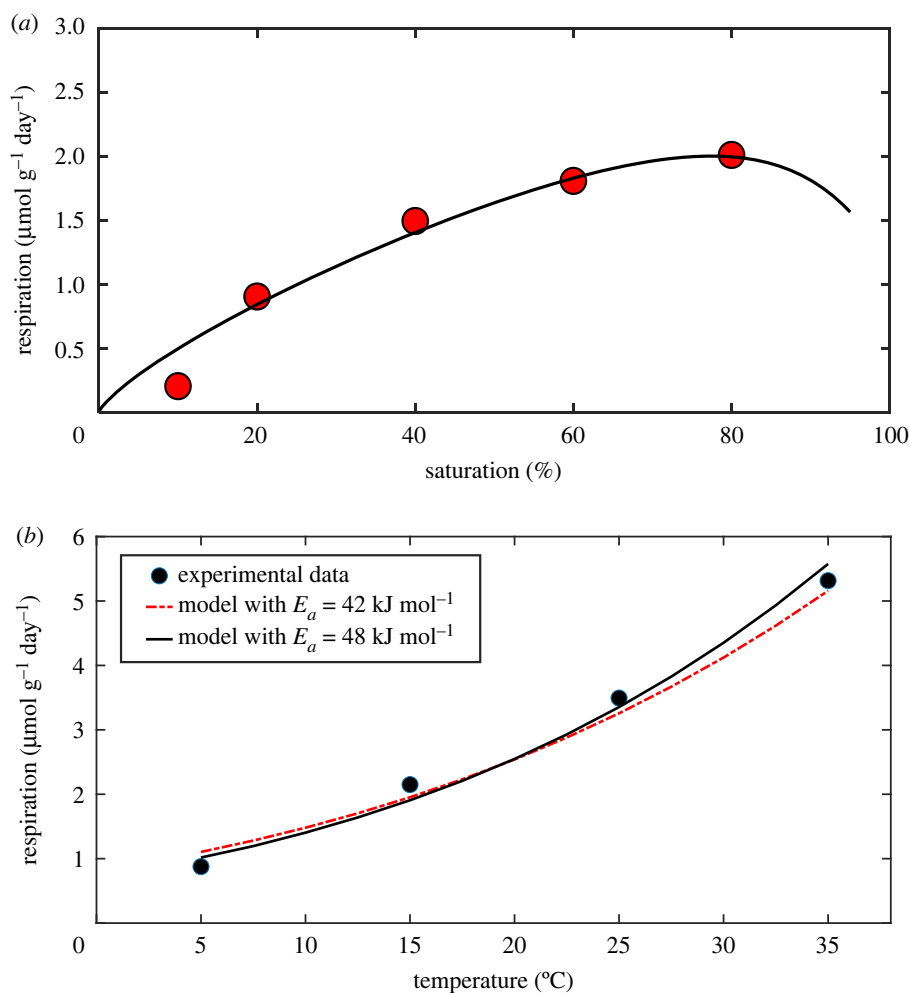 (a)
3.0
2.5
2.0
1.5
1.0
0.5
0 20 40 60 80 100
respiration (µmol g⁻¹ day⁻¹)
saturation (%)
(b)
6
5
4
3
2
1
0 5 10 15 20 25 30 35
respiration (µmol g⁻¹ day⁻¹)
experimental data
model with Eₐ = 42 kJ mol⁻¹
model with Eₐ = 48 kJ mol⁻¹
temperature (ºC)